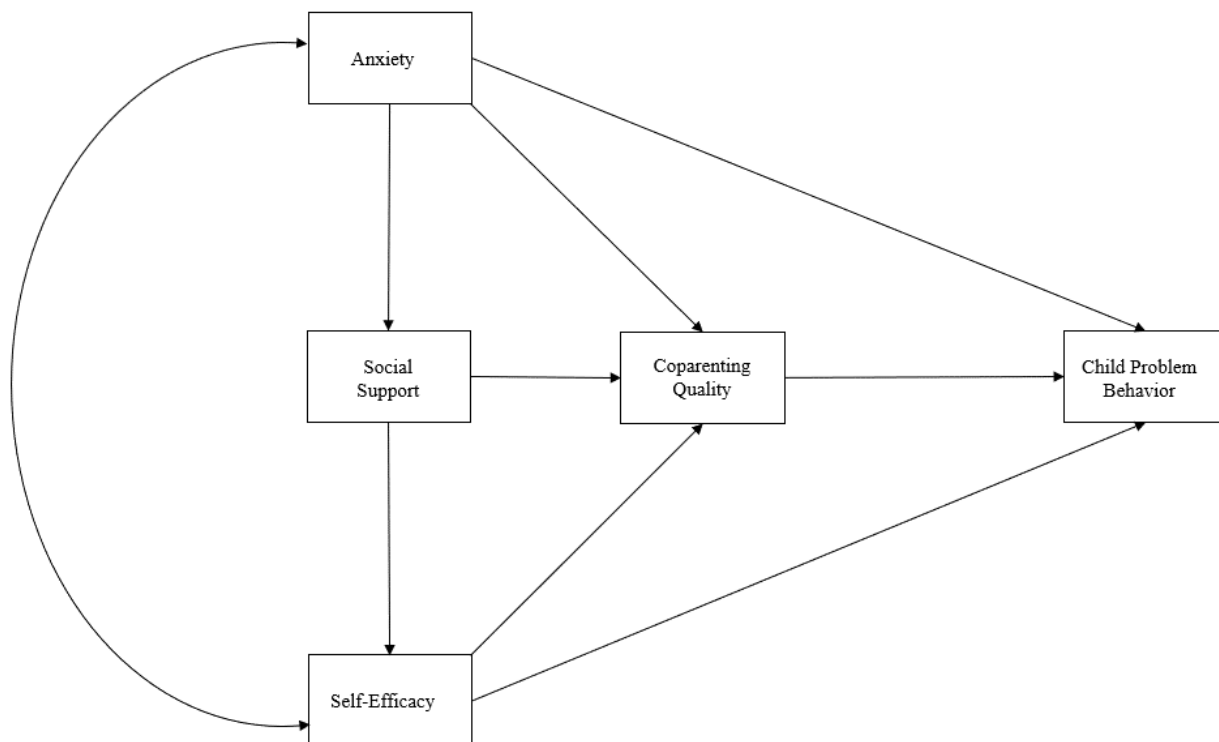 Anxiety
Social
Support
Coparenting
Quality
Child Problem
Behavior
Self-Efficacy